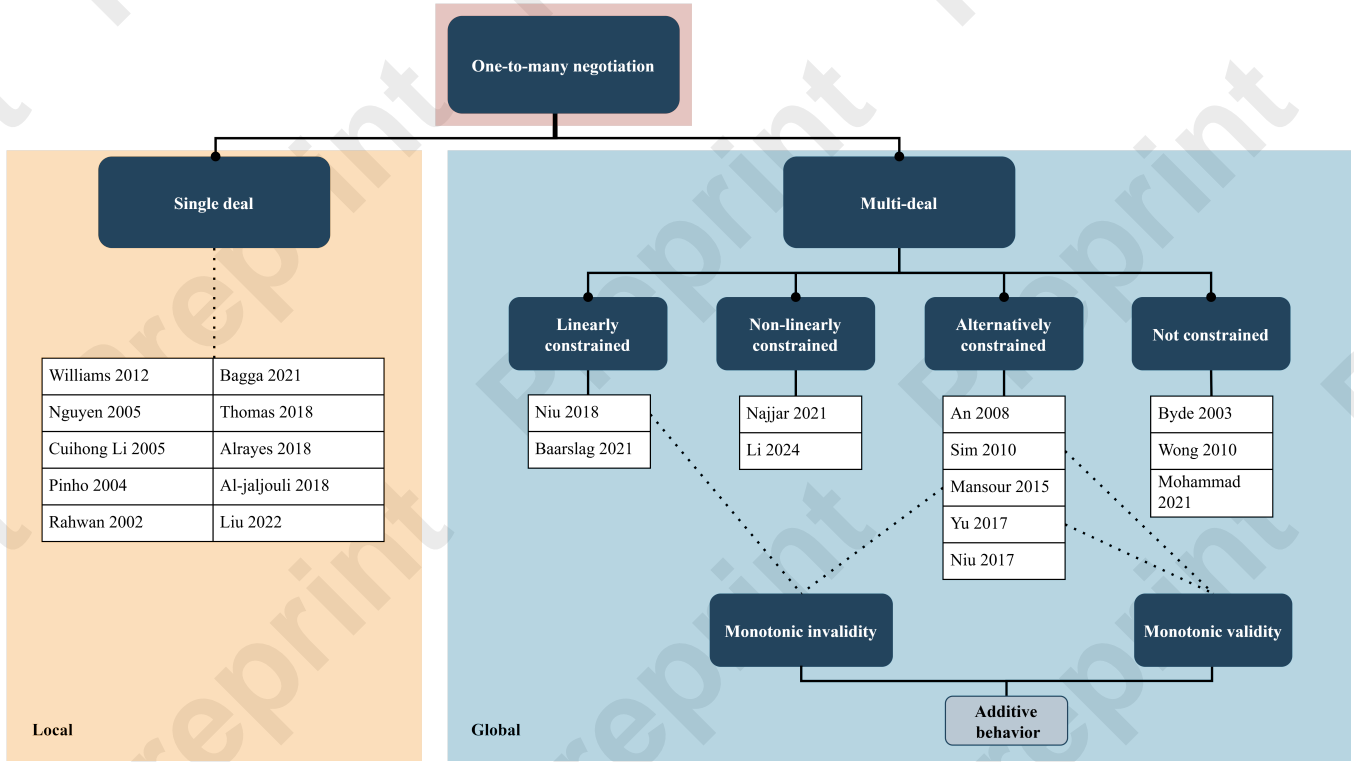 One-to-many negotiation
Single deal
Multi-deal
Linearly
constrained
Non-linearly
constrained
Alternatively
constrained
Not constrained
Williams 2012
Bagga 2021
Nguyen 2005
Thomas 2018
Cuihong Li 2005
Alrayes 2018
Pinho 2004
Al-jaljouli 2018
Rahwan 2002
Liu 2022
Niu 2018
Baarslag 2021
Najjar 2021
Li 2024
An 2008
Sim 2010
Mansour 2015
Yu 2017
Niu 2017
Byde 2003
Wong 2010
Mohammad
2021
Monotonic invalidity
Monotonic validity
Additive
behavior
Local
Global
Preprint
Preprint
Preprint
Preprint